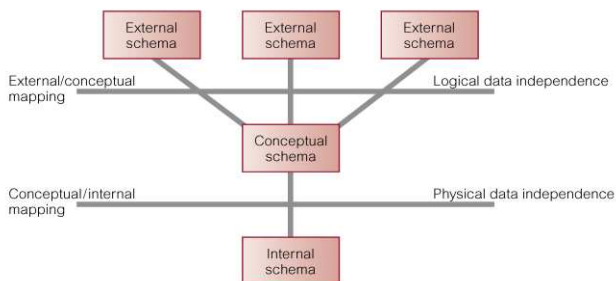 External
schema
External
schema
External
schema
External/conceptual
mapping
Logical data independence
Conceptual
schema
Conceptual/internal
mapping
Physical data independence
Internal
schema